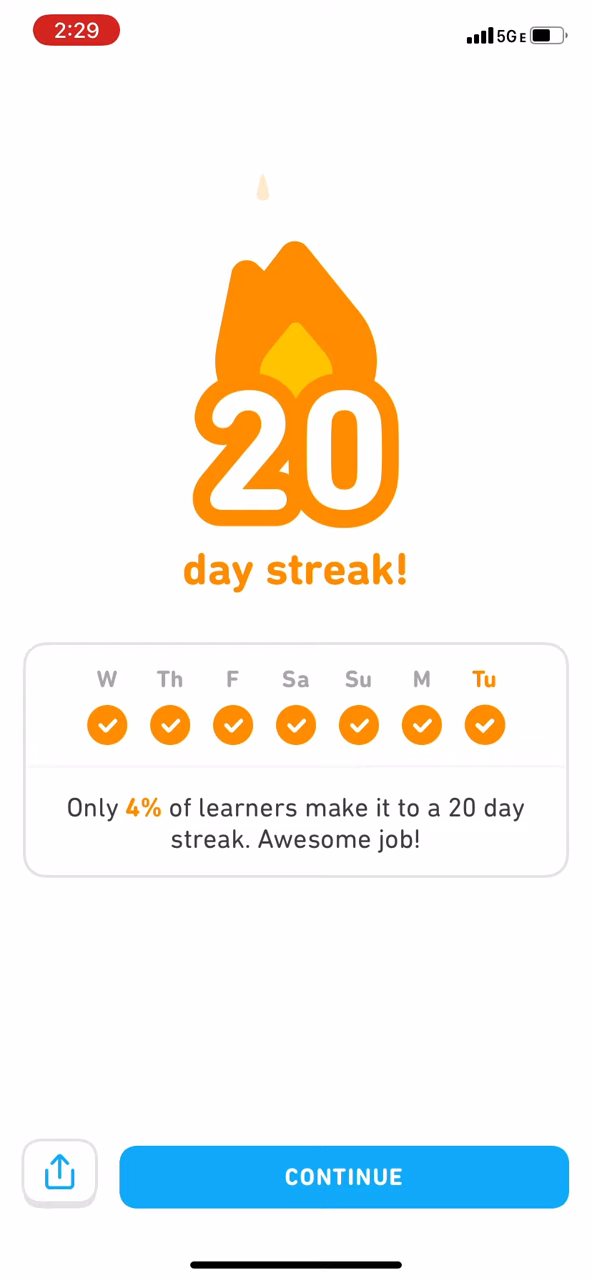 2:29
5G E
20
day streak!
W Th F Sa Su M Tu
Only 4% of learners make it to a 20 day
streak. Awesome job!
CONTINUE